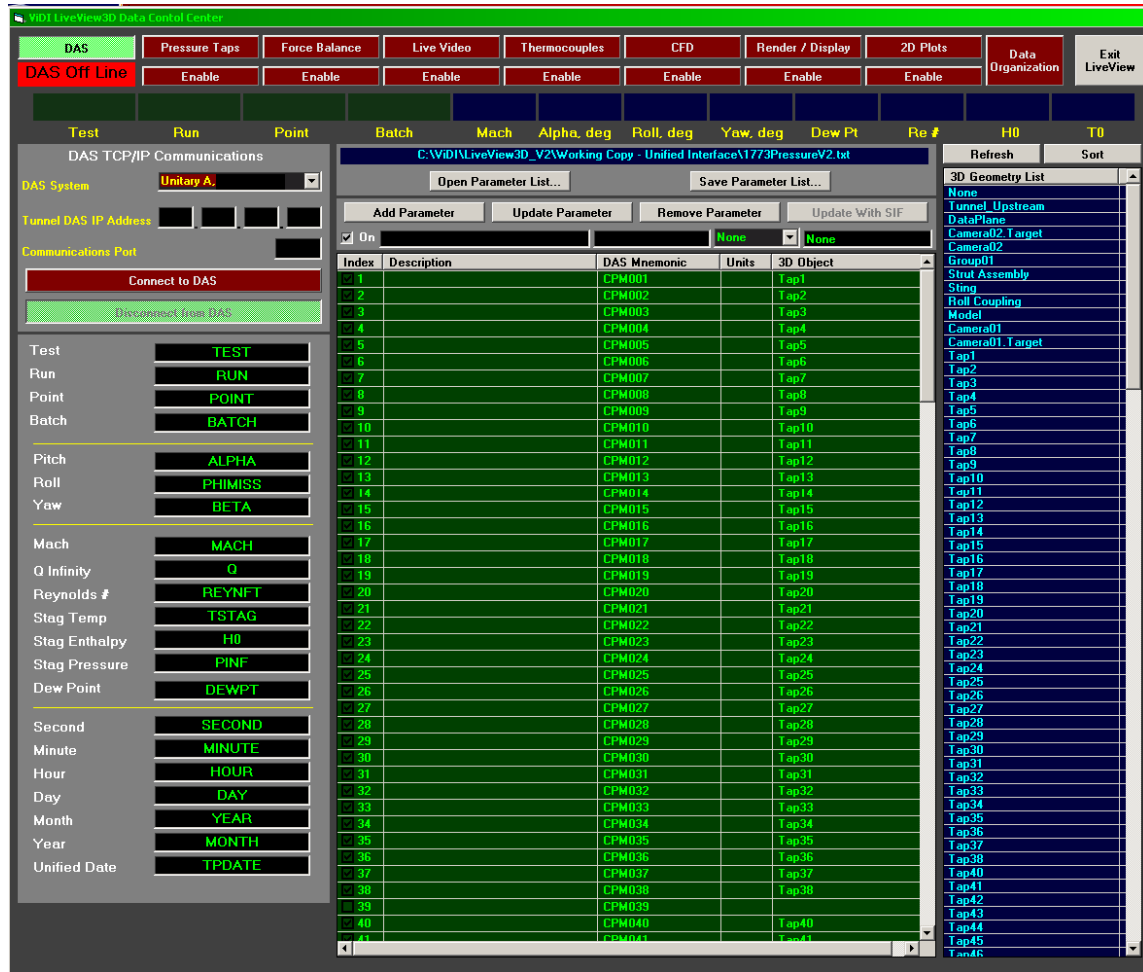 ViDI LiveView3D Data Contol Center
DAS Pressure Taps Force Balance Live Video Thermocouples CFD Render / Display 2D Plots Data Organization Exit LiveView
DAS Off Line Enable Enable Enable Enable Enable Enable Enable
Test Run Point Batch Mach Alpha, deg Roll, deg Yaw, deg Dew Pt Re # H0 T0
DAS TCP/IP Communications
DAS System Unitary A,
Tunnel DAS IP Address . . .
Communications Port
Connect to DAS
Disconnect from DAS
Test TEST
Run RUN
Point POINT
Batch BATCH
Pitch ALPHA
Roll PHIMISS
Yaw BETA
Mach MACH
Q Infinity Q
Reynolds # REYNFT
Stag Temp TSTAG
Stag Enthalpy H0
Stag Pressure PINF
Dew Point DEWPT
Second SECOND
Minute MINUTE
Hour HOUR
Day DAY
Month YEAR
Year MONTH
Unified Date TPDATE
C:\ViDI\LiveView3D_V2\Working Copy - Unified Interface\1773PressureV2.txt
Open Parameter List... Save Parameter List...
Add Parameter Update Parameter Remove Parameter Update With SIF
On None None
Index Description DAS Mnemonic Units 3D Object
1 CPM001 Tap1
2 CPM002 Tap2
3 CPM003 Tap3
4 CPM004 Tap4
5 CPM005 Tap5
6 CPM006 Tap6
7 CPM007 Tap7
8 CPM008 Tap8
9 CPM009 Tap9
10 CPM010 Tap10
11 CPM011 Tap11
12 CPM012 Tap12
13 CPM013 Tap13
14 CPM014 Tap14
15 CPM015 Tap15
16 CPM016 Tap16
17 CPM017 Tap17
18 CPM018 Tap18
19 CPM019 Tap19
20 CPM020 Tap20
21 CPM021 Tap21
22 CPM022 Tap22
23 CPM023 Tap23
24 CPM024 Tap24
25 CPM025 Tap25
26 CPM026 Tap26
27 CPM027 Tap27
28 CPM028 Tap28
29 CPM029 Tap29
30 CPM030 Tap30
31 CPM031 Tap31
32 CPM032 Tap32
33 CPM033 Tap33
34 CPM034 Tap34
35 CPM035 Tap35
36 CPM036 Tap36
37 CPM037 Tap37
38 CPM038 Tap38
39 CPM039
40 CPM040 Tap40
41 CPM041 Tap41
Refresh Sort
3D Geometry List
None
Tunnel_Upstream
DataPlane
Camera02.Target
Camera02
Group01
Strut Assembly
Sting
Roll Coupling
Model
Camera01
Camera01.Target
Tap1
Tap2
Tap3
Tap4
Tap5
Tap6
Tap7
Tap8
Tap9
Tap10
Tap11
Tap12
Tap13
Tap14
Tap15
Tap16
Tap17
Tap18
Tap19
Tap20
Tap21
Tap22
Tap23
Tap24
Tap25
Tap26
Tap27
Tap28
Tap29
Tap30
Tap31
Tap32
Tap33
Tap34
Tap35
Tap36
Tap37
Tap38
Tap40
Tap41
Tap42
Tap43
Tap44
Tap45
Tap46